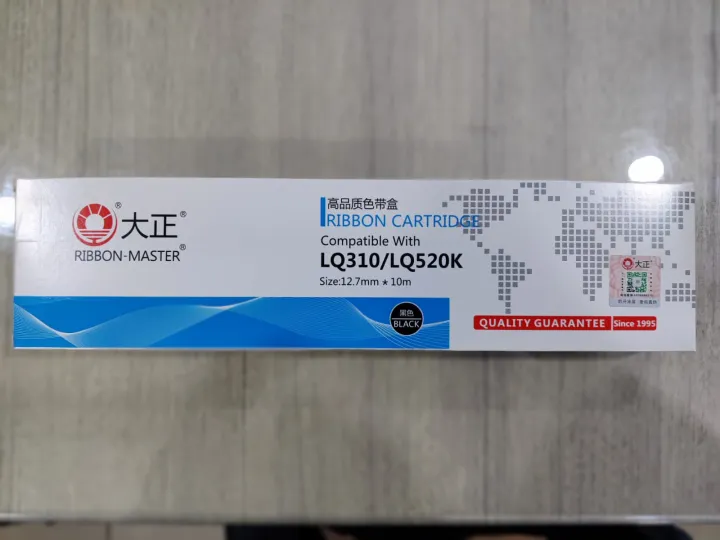 大正®
®
RIBBON-MASTER®
高品质色带盒
RIBBON CARTRIDGE
Compatible With
LQ310/LQ520K
Size:12.7mm★10m
黑色
BLACK
大正
QUALITY GUARANTEE Since 1995